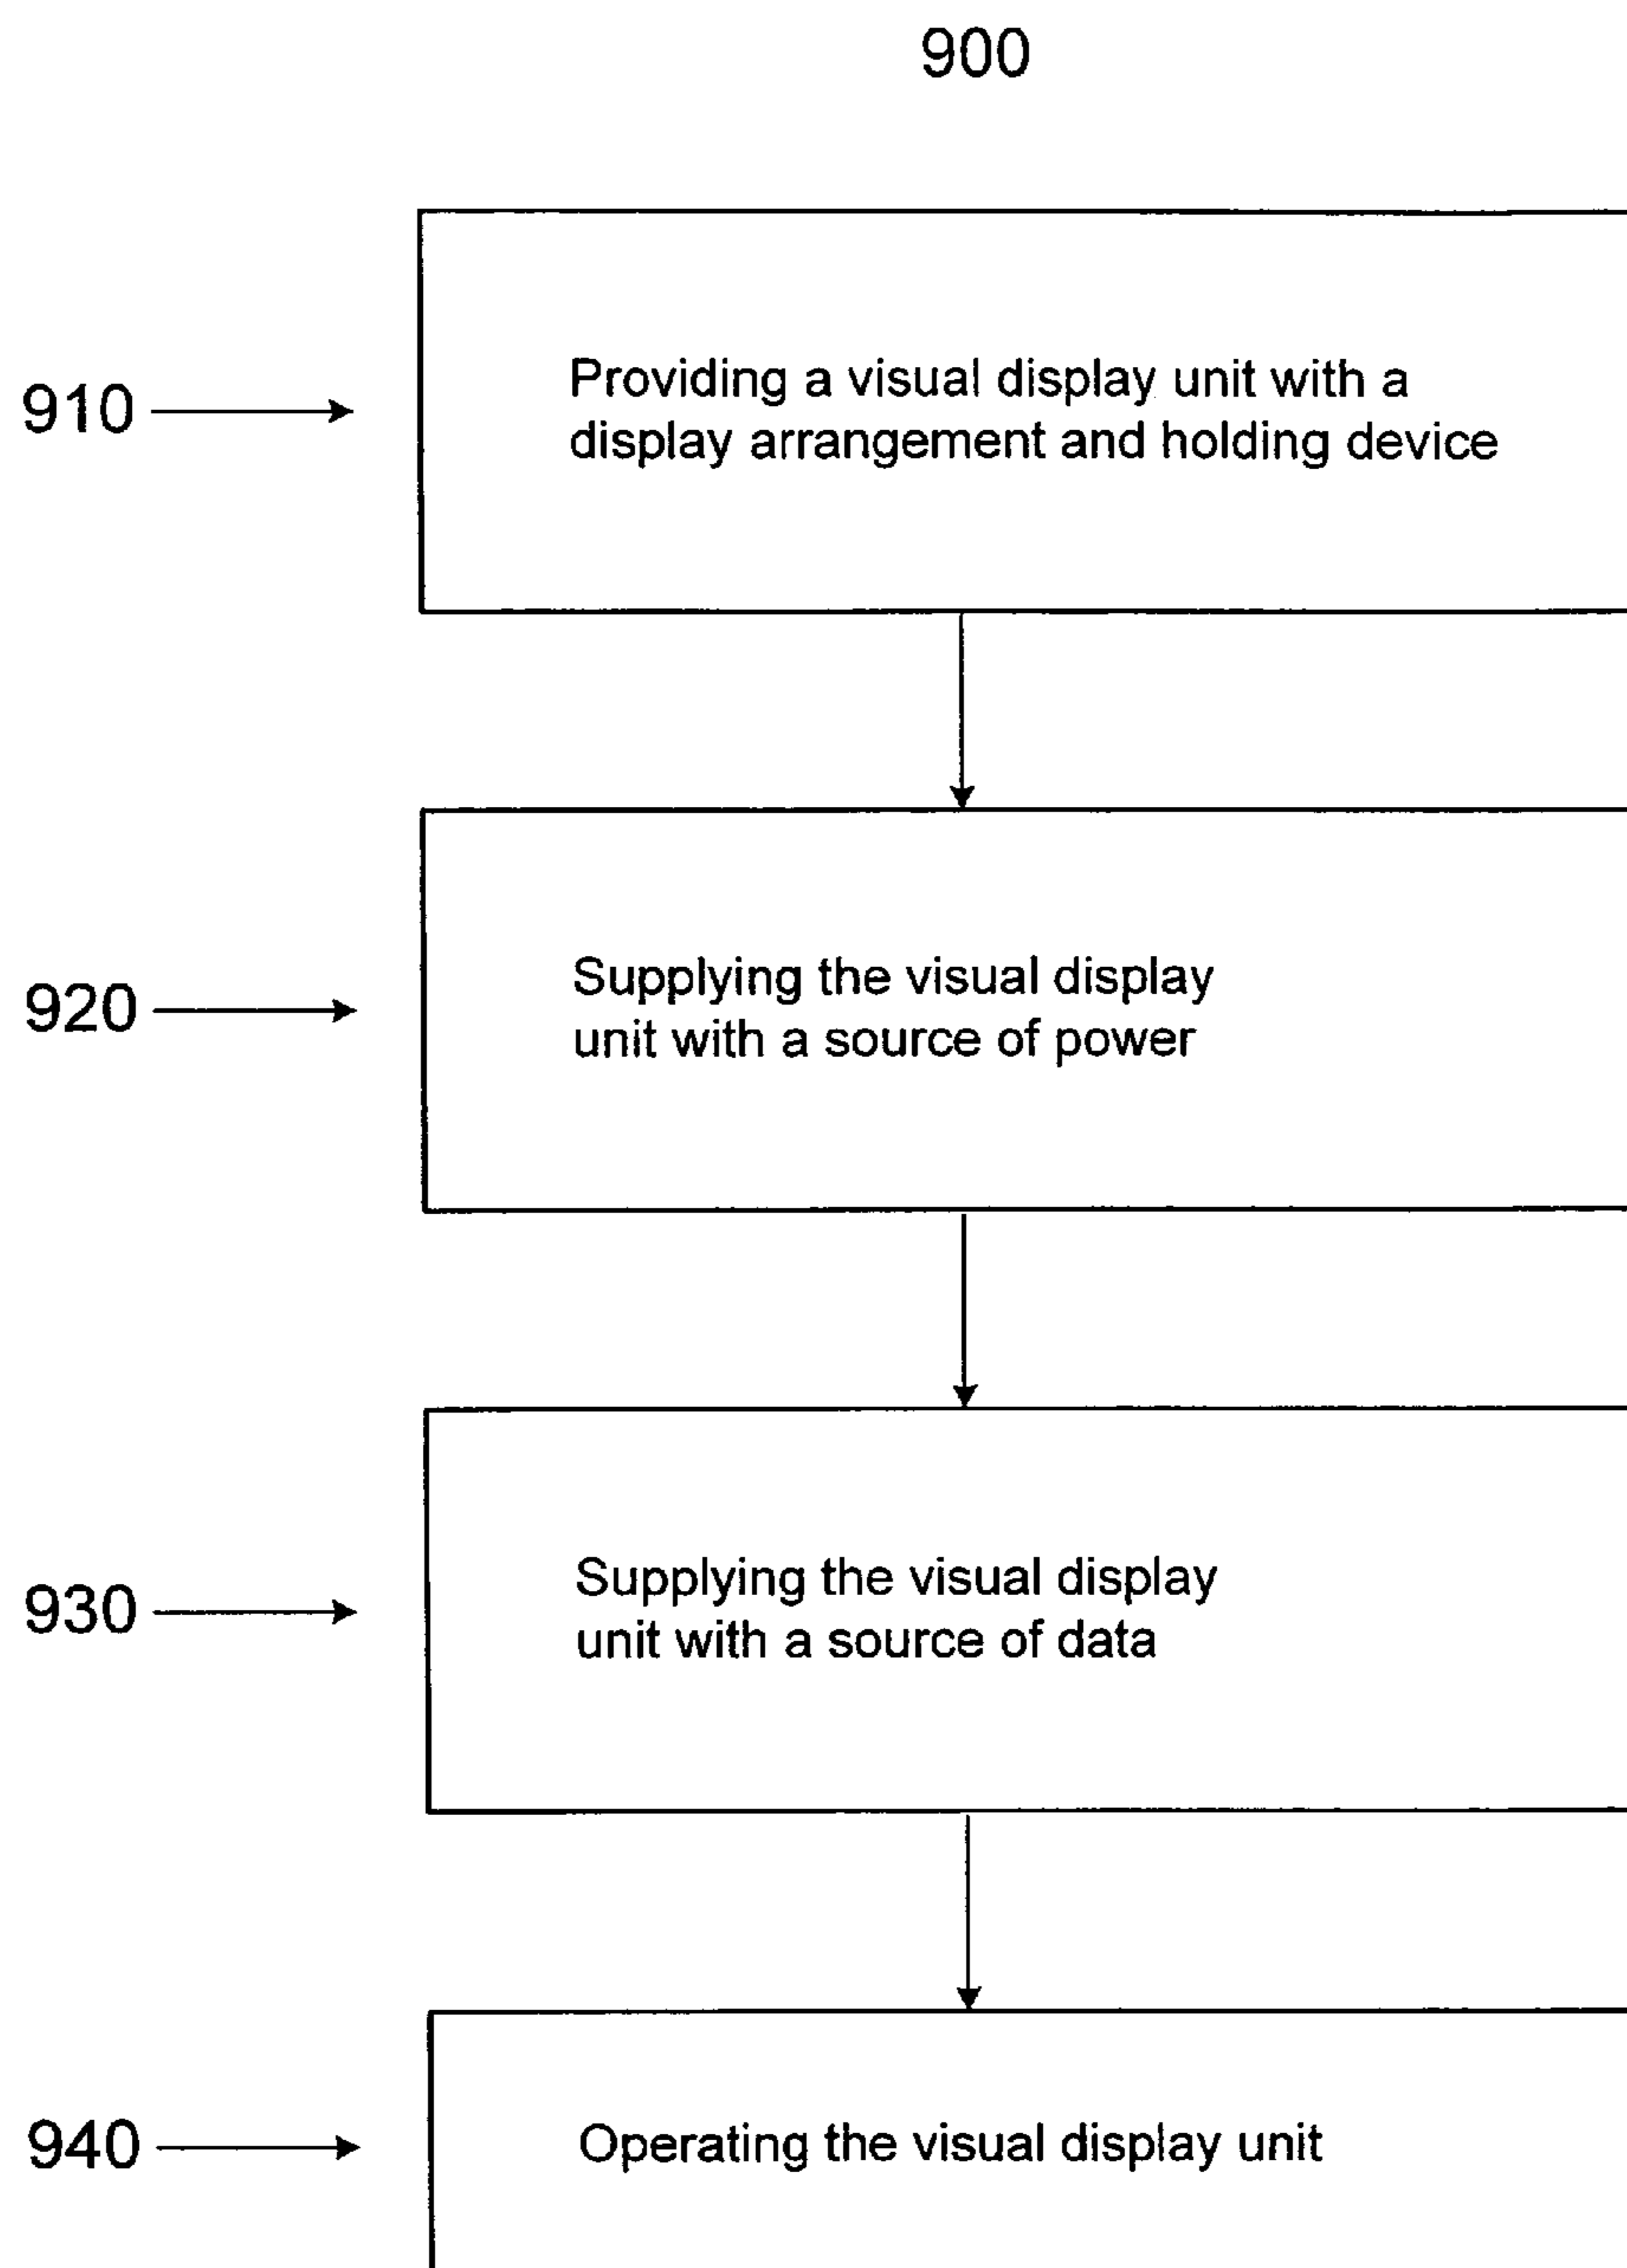 900
910
Providing a visual display unit with a
display arrangement and holding device
920
Supplying the visual display
unit with a source of power
930
Supplying the visual display
unit with a source of data
940
Operating the visual display unit